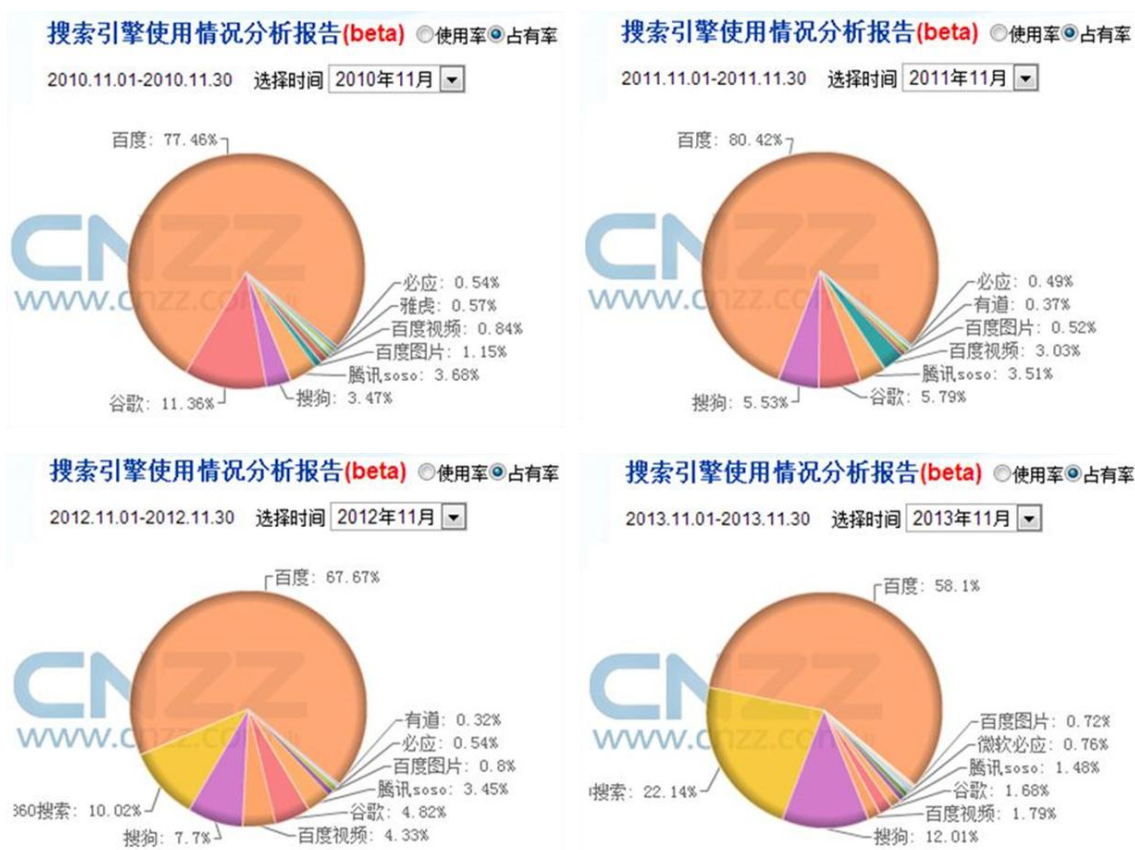 搜索引擎使用情况分析报告(beta) 使用率 占有率
2010.11.01-2010.11.30 选择时间 2010年11月
百度: 77.46%
必应: 0.54%
雅虎: 0.57%
百度视频: 0.84%
百度图片: 1.15%
腾讯soso: 3.68%
搜狗: 3.47%
谷歌: 11.36%
CNZZ
www.cnzz.com
搜索引擎使用情况分析报告(beta) 使用率 占有率
2011.11.01-2011.11.30 选择时间 2011年11月
百度: 80.42%
必应: 0.49%
有道: 0.37%
百度图片: 0.52%
百度视频: 3.03%
腾讯soso: 3.51%
谷歌: 5.79%
搜狗: 5.53%
CNZZ
www.cnzz.com
搜索引擎使用情况分析报告(beta) 使用率 占有率
2012.11.01-2012.11.30 选择时间 2012年11月
百度: 67.67%
有道: 0.32%
必应: 0.54%
百度图片: 0.8%
腾讯soso: 3.45%
谷歌: 4.82%
百度视频: 4.33%
搜狗: 7.7%
360搜索: 10.02%
CNZZ
www.cnzz.com
搜索引擎使用情况分析报告(beta) 使用率 占有率
2013.11.01-2013.11.30 选择时间 2013年11月
百度: 58.1%
百度图片: 0.72%
微软必应: 0.76%
腾讯soso: 1.48%
谷歌: 1.68%
百度视频: 1.79%
搜狗: 12.01%
搜索: 22.14%
CNZZ
www.cnzz.com